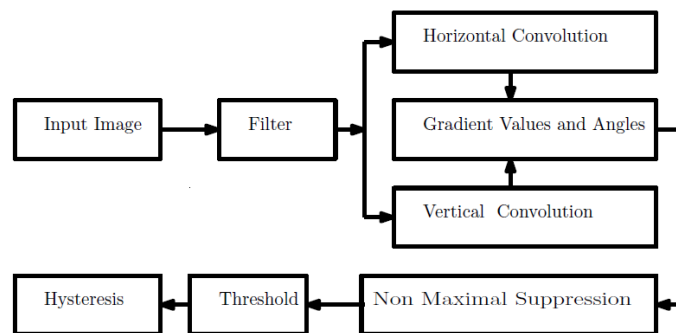 Horizontal Convolution
Input Image
Filter
Gradient Values and Angles
Vertical Convolution
Hysteresis
Threshold
Non Maximal Suppression